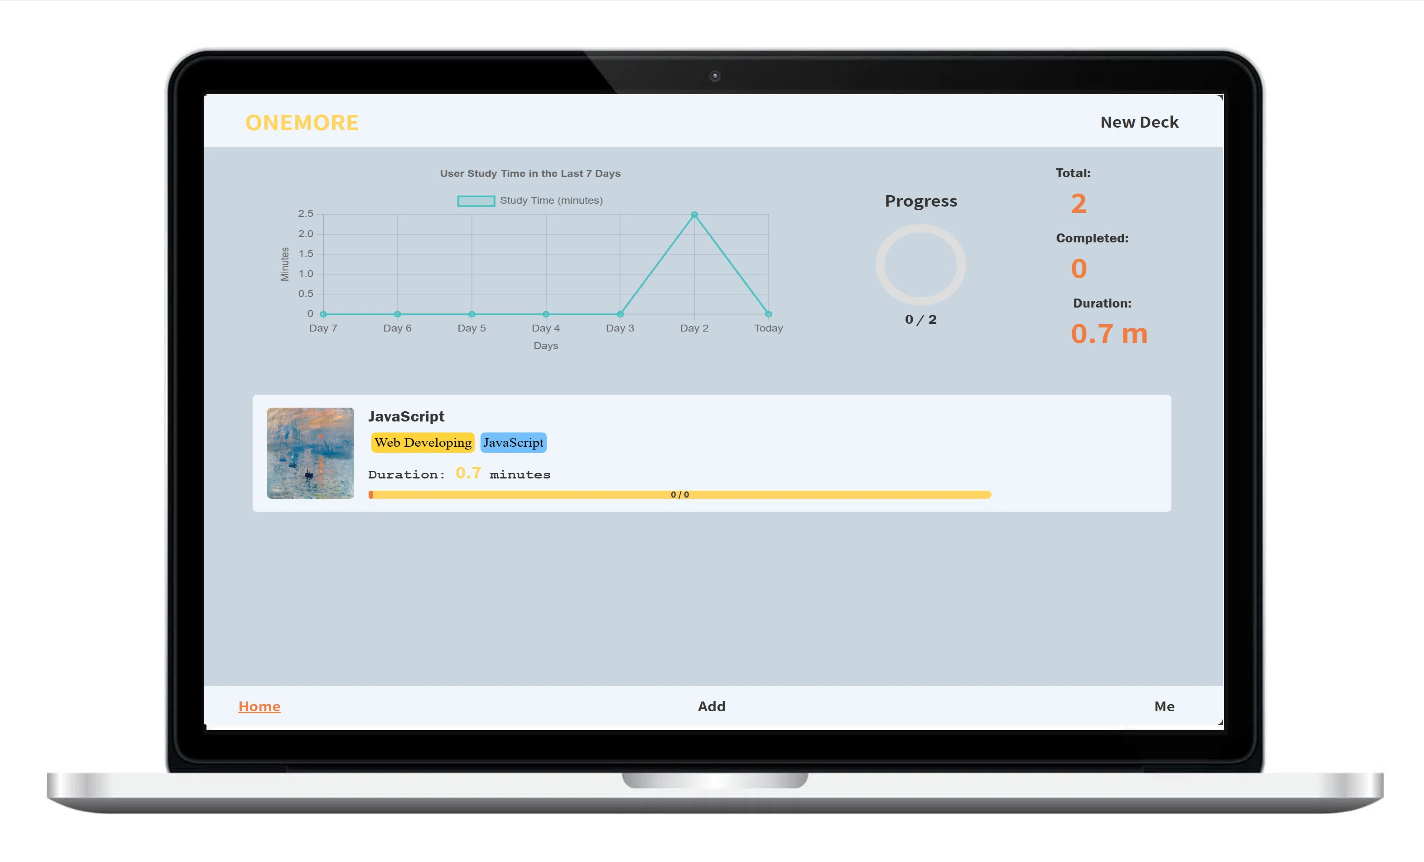 ONEMORE
New Deck
User Study Time in the Last 7 Days
Study Time (minutes)
Minutes
2.5
2.0
1.5
1.0
0.5
0
Day 7 Day 6 Day 5 Day 4 Day 3 Day 2 Today
Days
Progress
0 / 2
Total:
2
Completed:
0
Duration:
0.7 m
JavaScript
Web Developing JavaScript
Duration: 0.7 minutes
0 / 0
Home Add Me